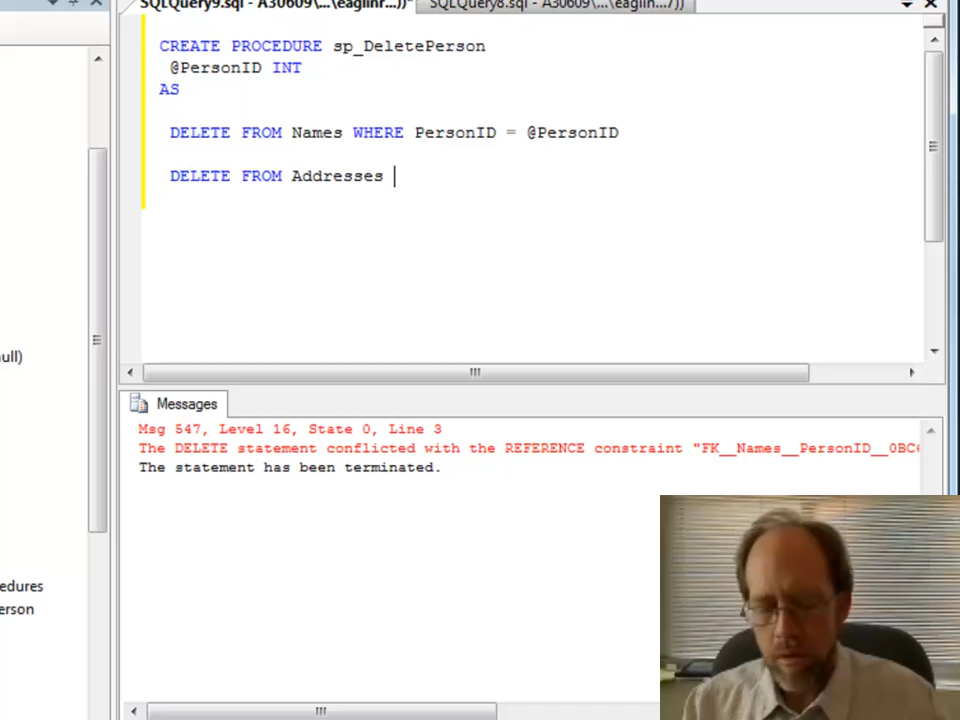 SQLQuery9.sql - A30609\...\eaglinr...))* SQLQuery8.sql - A30609\...\eaglin...7))
CREATE PROCEDURE sp_DeletePerson
@PersonID INT
AS
DELETE FROM Names WHERE PersonID = @PersonID
DELETE FROM Addresses
ull)
edures
erson
Messages
Msg 547, Level 16, State 0, Line 3
The DELETE statement conflicted with the REFERENCE constraint "FK__Names__PersonID__0BC
The statement has been terminated.